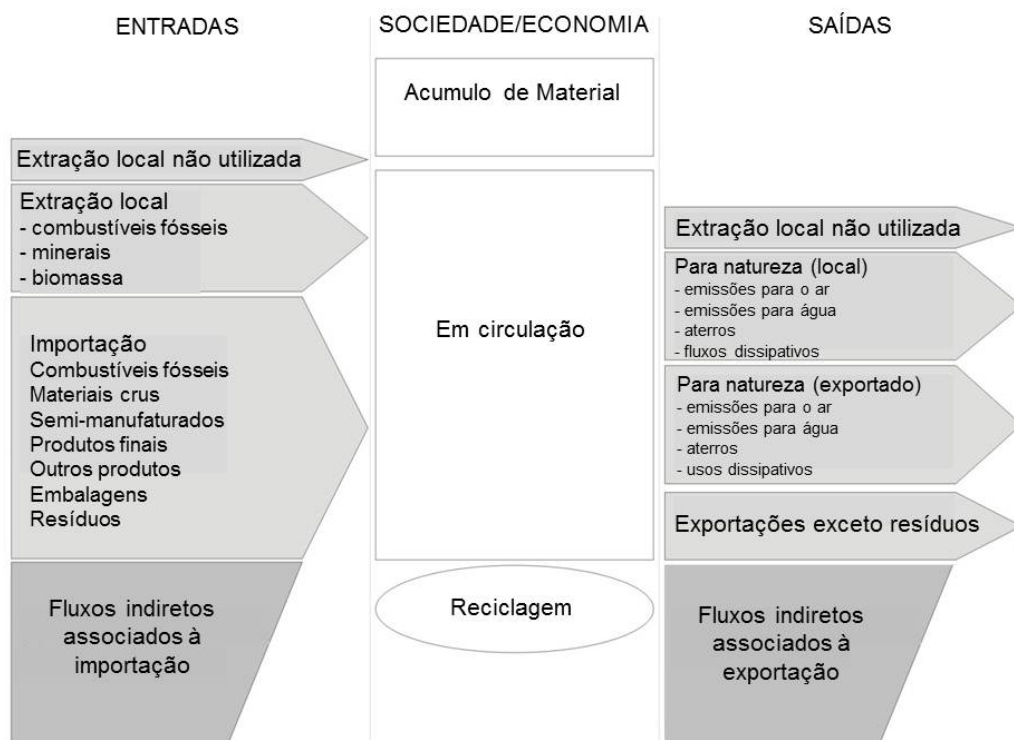 ENTRADAS
SOCIEDADE/ECONOMIA
SAÍDAS
Extração local não utilizada
Extração local
- combustíveis fósseis
- minerais
- biomassa
Importação
Combustíveis fósseis
Materiais crus
Semi-manufaturados
Produtos finais
Outros produtos
Embalagens
Resíduos
Fluxos indiretos
associados à
importação
Acumulo de Material
Em circulação
Reciclagem
Extração local não utilizada
Para natureza (local)
- emissões para o ar
- emissões para água
- aterros
- fluxos dissipativos
Para natureza (exportado)
- emissões para o ar
- emissões para água
- aterros
- usos dissipativos
Exportações exceto resíduos
Fluxos indiretos
associados à
exportação